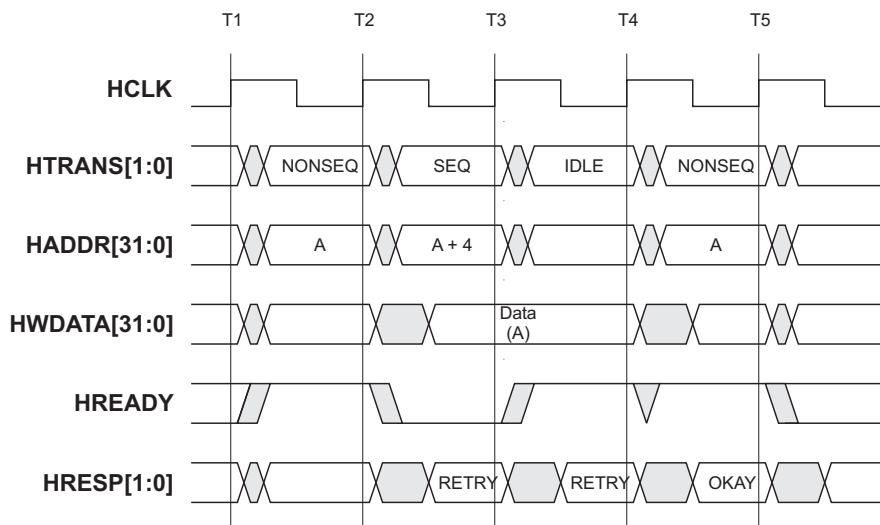 T1 T2 T3 T4 T5
HCLK
HTRANS[1:0] NONSEQ SEQ IDLE NONSEQ
HADDR[31:0] A A + 4 A
HWDATA[31:0] Data
(A)
HREADY
HRESP[1:0] RETRY RETRY OKAY